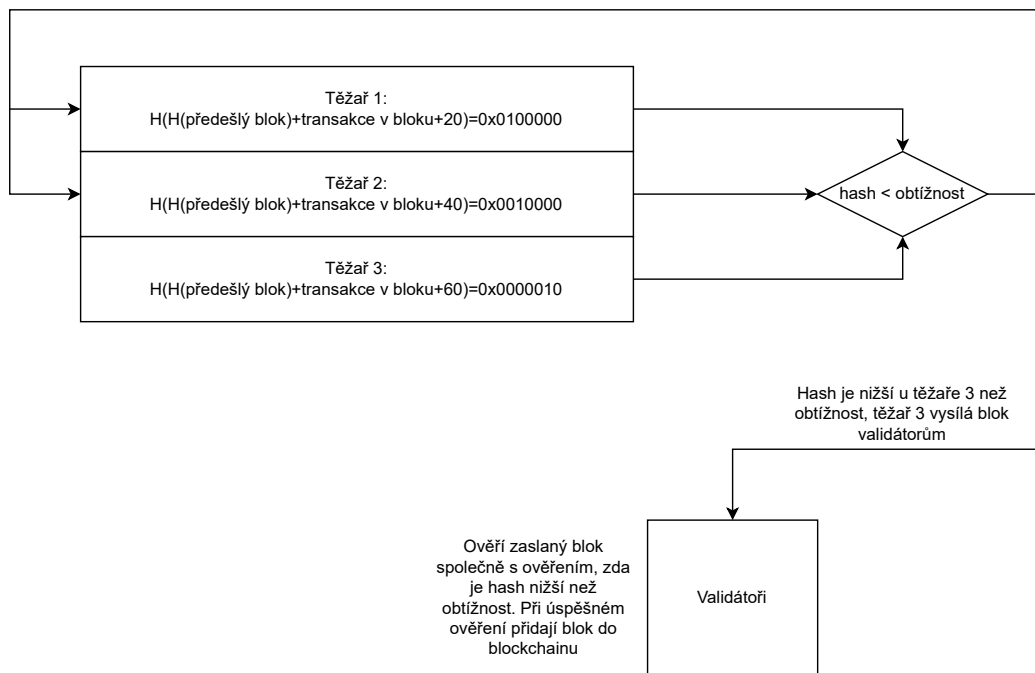 Těžař 1:
H(H(předešlý blok)+transakce v bloku+20)=0x0100000
Těžař 2:
H(H(předešlý blok)+transakce v bloku+40)=0x0010000
Těžař 3:
H(H(předešlý blok)+transakce v bloku+60)=0x0000010
hash < obtížnost
Hash je nižší u těžaře 3 než
obtížnost, těžař 3 vysílá blok
validátorům
Ověří zaslaný blok
společně s ověřením, zda
je hash nižší než
obtížnost. Při úspěšném
ověření přidají blok do
blockchainu
Validátoři